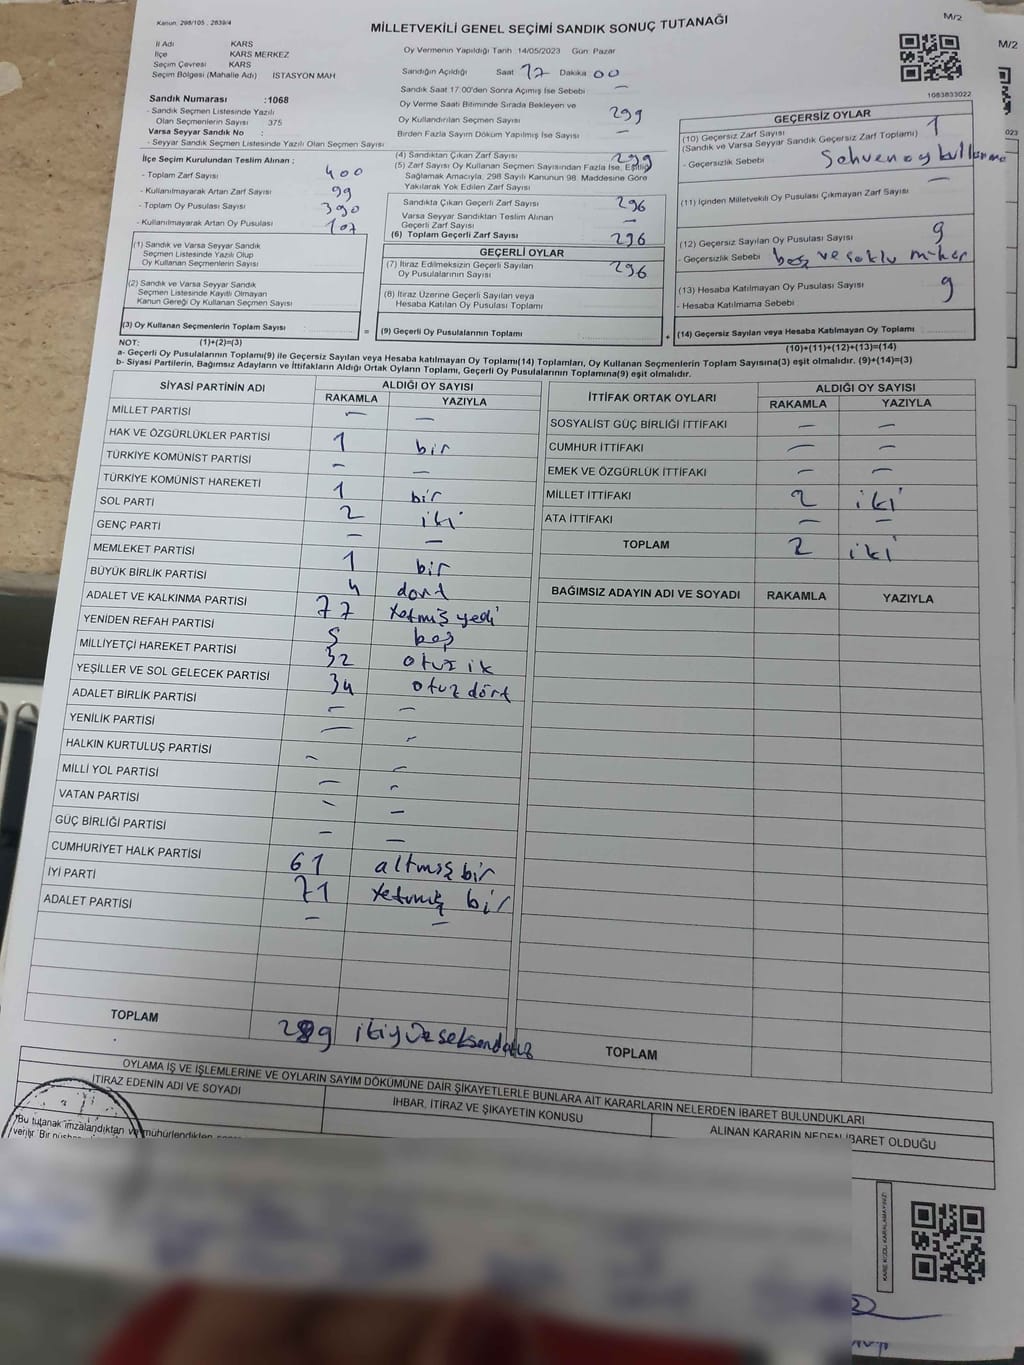 Kanun, 298/105 , 2839/4
MİLLETVEKİLİ GENEL SEÇİMİ SANDIK SONUÇ TUTANAĞI
M/2
M/2
İl Adı KARS
İlçe KARS MERKEZ
Seçim Çevresi KARS
Seçim Bölgesi (Mahalle Adı) İSTASYON MAH
Sandık Numarası :1068
- Sandık Seçmen Listesinde Yazılı
Olan Seçmenlerin Sayısı 375
Varsa Seyyar Sandık No :
- Seyyar Sandık Seçmen Listesinde Yazılı Olan Seçmen Sayısı
İlçe Seçim Kurulundan Teslim Alınan :
- Toplam Zarf Sayısı 400
- Kullanılmayarak Artan Zarf Sayısı 99
- Toplam Oy Pusulası Sayısı 390
- Kullanılmayarak Artan Oy Pusulası 107
(1) Sandık ve Varsa Seyyar Sandık
Seçmen Listesinde Yazılı Olup
Oy Kullanan Seçmenlerin Sayısı
(2) Sandık ve Varsa Seyyar Sandık
Seçmen Listesinde Kayıtlı Olmayan
Kanun Gereği Oy Kullanan Seçmen Sayısı
(3) Oy Kullanan Seçmenlerin Toplam Sayısı :
Oy Vermenin Yapıldığı Tarih 14/05/2023 Gün: Pazar
Sandığın Açıldığı Saat 17 Dakika 00
Sandık Saat 17.00'den Sonra Açımış İse Sebebi —
Oy Verme Saati Bitiminde Sırada Bekleyen ve
Oy Kullandırılan Seçmen Sayısı 299
Birden Fazla Sayım Döküm Yapılmış İse Sayısı —
(4) Sandıktan Çıkan Zarf Sayısı 299
(5) Zarf Sayısı Oy Kullanan Seçmen Sayısından Fazla İse, Eşitliği
Sağlamak Amacıyla, 298 Sayılı Kanunun 98. Maddesine Göre
Yakılarak Yok Edilen Zarf Sayısı
Sandıkta Çıkan Geçerli Zarf Sayısı 296
Varsa Seyyar Sandıktan Teslim Alınan
Geçerli Zarf Sayısı —
(6) Toplam Geçerli Zarf Sayısı 296
GEÇERLİ OYLAR
(7) İtiraz Edilmeksizin Geçerli Sayılan
Oy Pusulalarının Sayısı 296
(8) İtiraz Üzerine Geçerli Sayılan veya
Hesaba Katılan Oy Pusulası Toplamı
= (9) Geçerli Oy Pusulalarının Toplamı
1083833022
GEÇERSİZ OYLAR
(10) Geçersiz Zarf Sayısı
(Sandık ve Varsa Seyyar Sandık Geçersiz Zarf Toplamı) 1
- Geçersizlik Sebebi Sehven oy kullanma
(11) İçinden Milletvekili Oy Pusulası Çıkmayan Zarf Sayısı —
(12) Geçersiz Sayılan Oy Pusulası Sayısı 9
- Geçersizlik Sebebi boş ve
(13) Hesaba Katılmayan Oy Pusulası Sayısı 9
- Hesaba Katılmama Sebebi
+ (14) Geçersiz Sayılan veya Hesaba Katılmayan Oy Toplamı
NOT: (1)+(2)=(3) (10)+(11)+(12)+(13)=(14)
a- Geçerli Oy Pusulalarının Toplamı(9) ile Geçersiz Sayılan veya Hesaba katılmayan Oy Toplamı(14) Toplamları, Oy Kullanan Seçmenlerin Toplam Sayısına(3) eşit olmalıdır. (9)+(14)=(3)
b- Siyasi Partilerin, Bağımsız Adayların ve İttifakların Aldığı Ortak Oyların Toplamı, Geçerli Oy Pusulalarının Toplamına(9) eşit olmalıdır.
SİYASİ PARTİNİN ADI ALDIĞI OY SAYISI
RAKAMLA YAZIYLA
MİLLET PARTİSİ — —
HAK VE ÖZGÜRLÜKLER PARTİSİ 1 bir
TÜRKİYE KOMÜNİST PARTİSİ — —
TÜRKİYE KOMÜNİST HAREKETİ 1 bir
SOL PARTİ 2 iki
GENÇ PARTİ — —
MEMLEKET PARTİSİ 1 bir
BÜYÜK BİRLİK PARTİSİ 4 dört
ADALET VE KALKINMA PARTİSİ 77 yetmiş yedi
YENİDEN REFAH PARTİSİ 5 beş
MİLLİYETÇİ HAREKET PARTİSİ 32 otuz ik
YEŞİLLER VE SOL GELECEK PARTİSİ 34 otuz dört
ADALET BİRLİK PARTİSİ — —
YENİLİK PARTİSİ — —
HALKIN KURTULUŞ PARTİSİ — —
MİLLİ YOL PARTİSİ — —
VATAN PARTİSİ — —
GÜÇ BİRLİĞİ PARTİSİ — —
CUMHURİYET HALK PARTİSİ 61 altmış bir
İYİ PARTİ 71 yetmiş bir
ADALET PARTİSİ — —
TOPLAM 289 ikiyüzseksendokuz
İTTİFAK ORTAK OYLARI ALDIĞI OY SAYISI
RAKAMLA YAZIYLA
SOSYALİST GÜÇ BİRLİĞİ İTTİFAKI — —
CUMHUR İTTİFAKI — —
EMEK VE ÖZGÜRLÜK İTTİFAKI — —
MİLLET İTTİFAKI 2 iki
ATA İTTİFAKI — —
TOPLAM 2 iki
BAĞIMSIZ ADAYIN ADI VE SOYADI RAKAMLA YAZIYLA
TOPLAM
OYLAMA İŞ VE İŞLEMLERİNE VE OYLARIN SAYIM DÖKÜMÜNE DAİR ŞİKAYETLERLE BUNLARA AİT KARARLARIN NELERDEN İBARET BULUNDUKLARI
İTİRAZ EDENİN ADI VE SOYADI
İHBAR, İTİRAZ VE ŞİKAYETİN KONUSU
ALINAN KARARIN NEDEN İBARET OLDUĞU
"Bu tutanak imzalandıktan ve mühürlendikten
KARE KODU KARALAMAYINIZ!